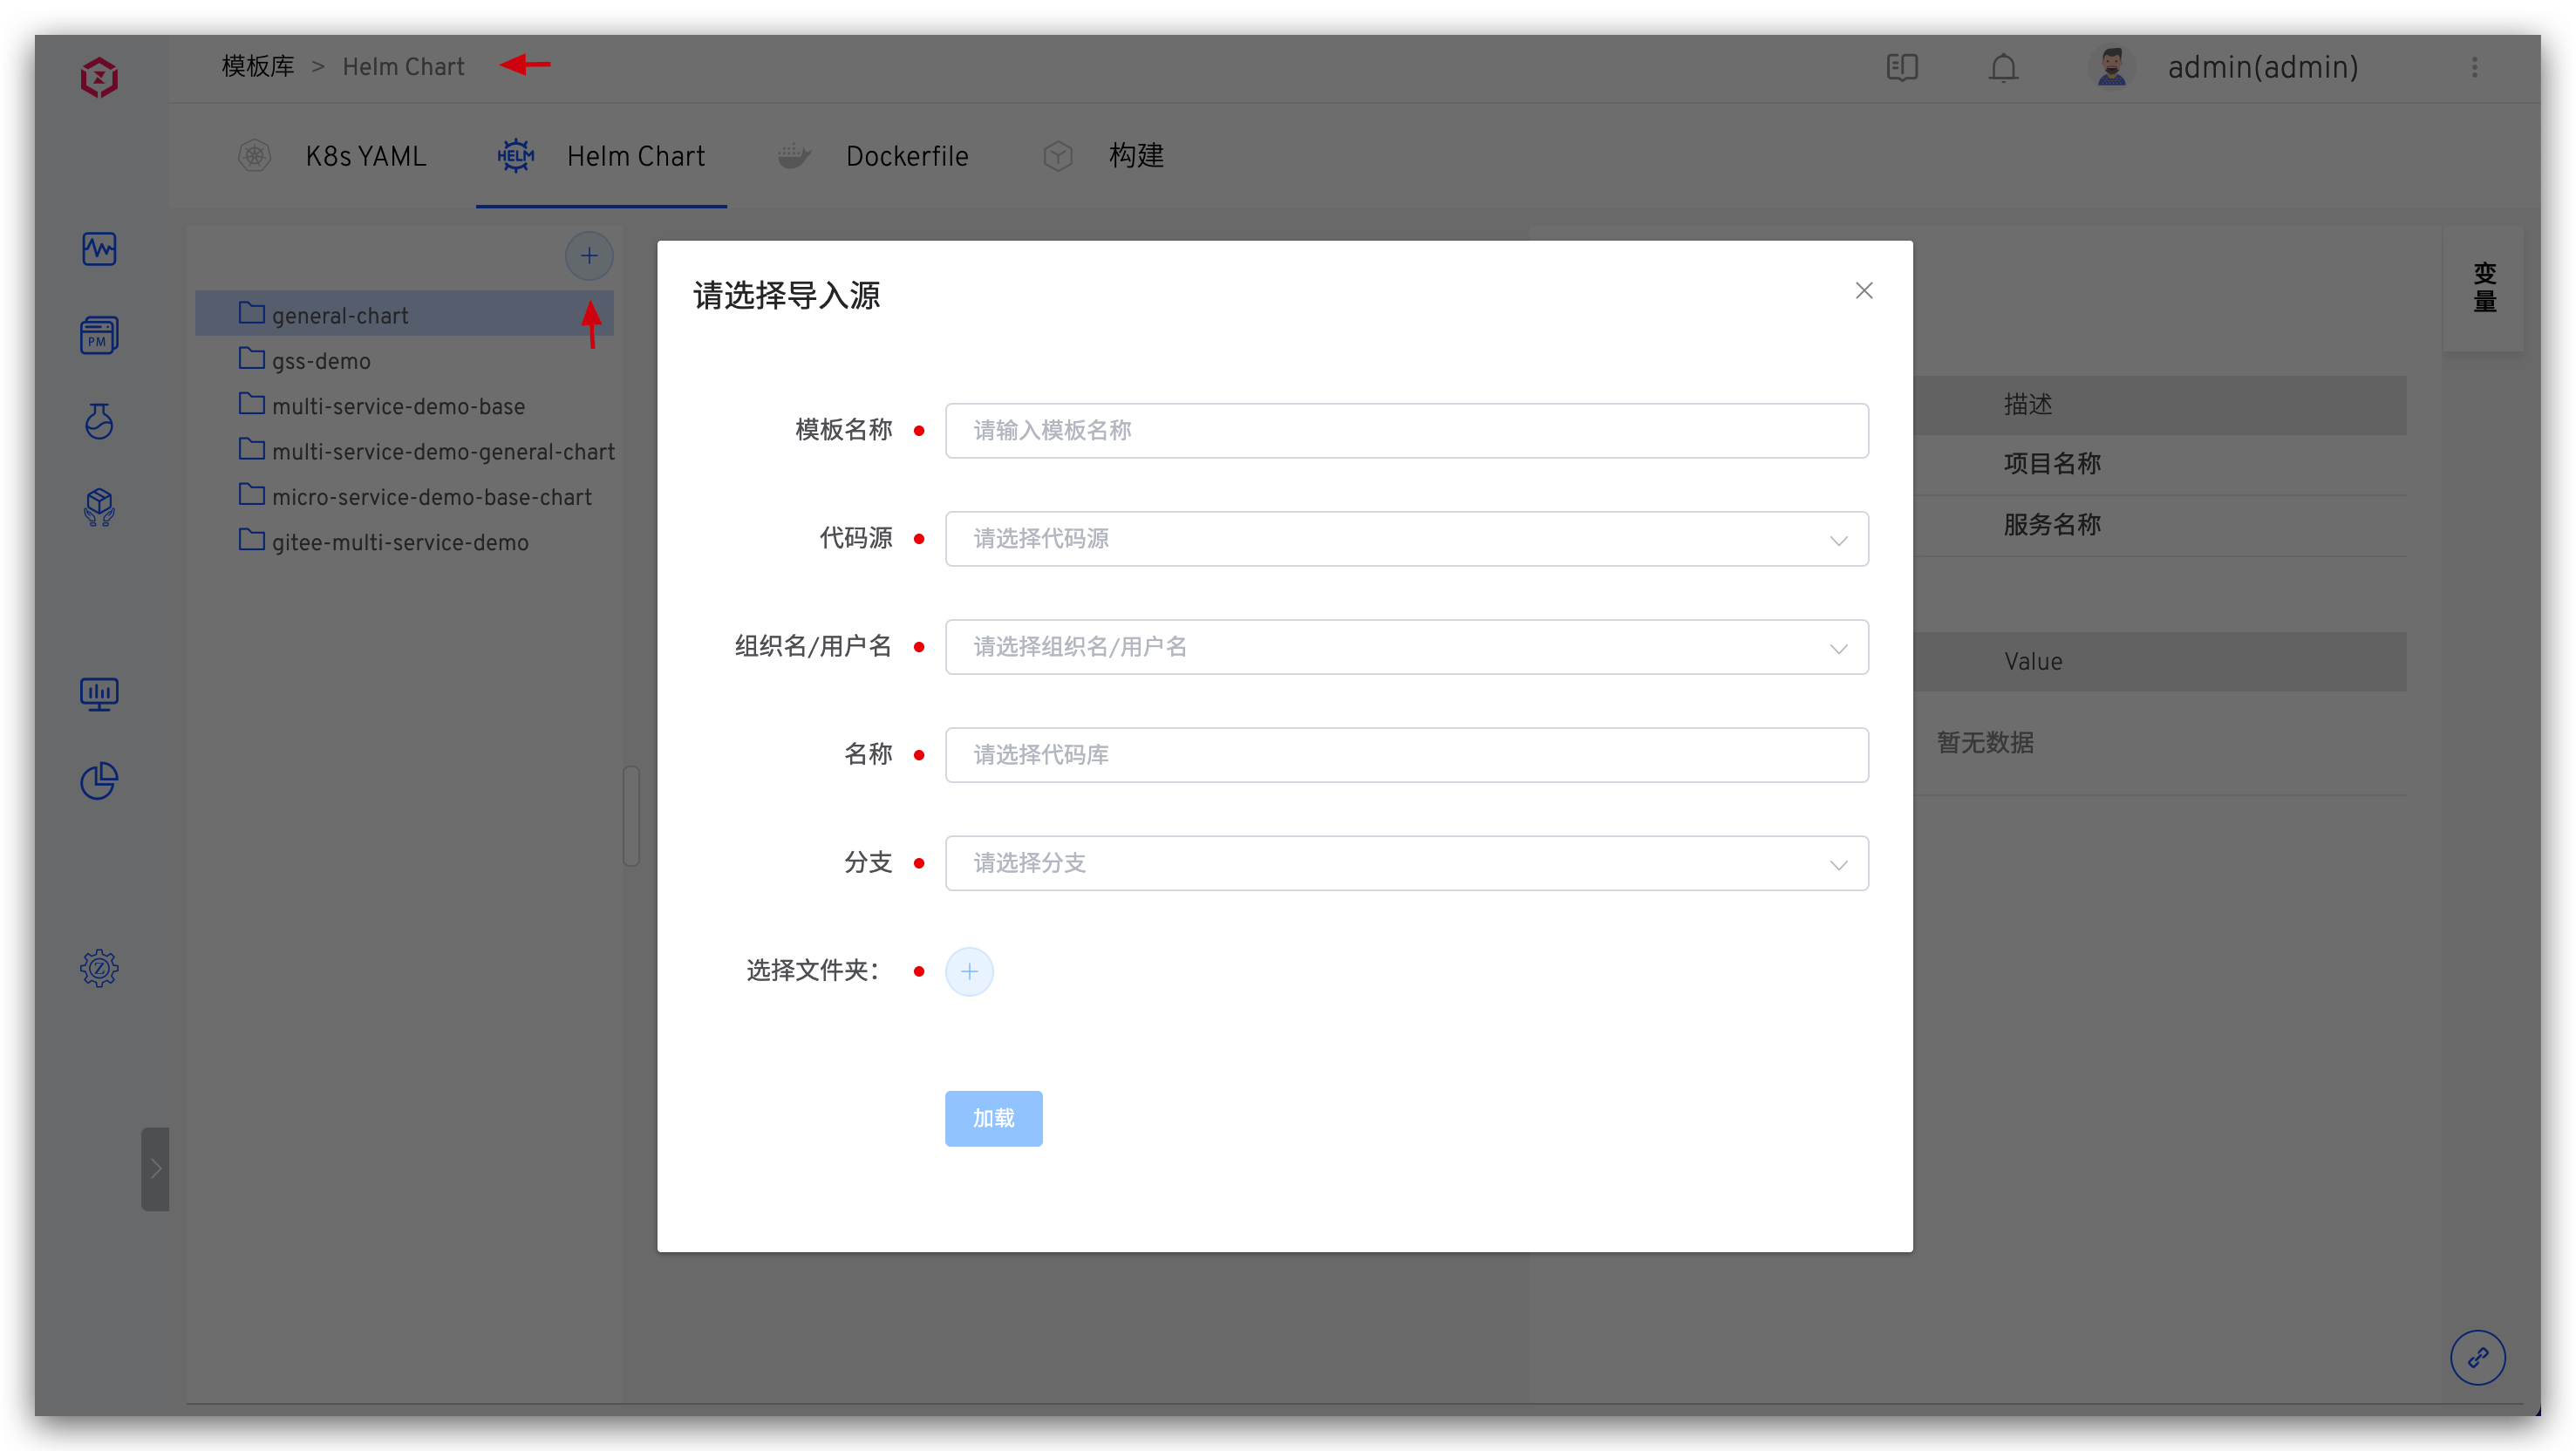 模板库 > Helm Chart
admin(admin)
K8s YAML
HELM
Helm Chart
Dockerfile
构建
PM
general-chart
gss-demo
multi-service-demo-base
multi-service-demo-general-chart
micro-service-demo-base-chart
gitee-multi-service-demo
请选择导入源
模板名称
请输入模板名称
代码源
请选择代码源
组织名/用户名
请选择组织名/用户名
名称
请选择代码库
分支
请选择分支
选择文件夹：
加载
变量
描述
项目名称
服务名称
Value
暂无数据